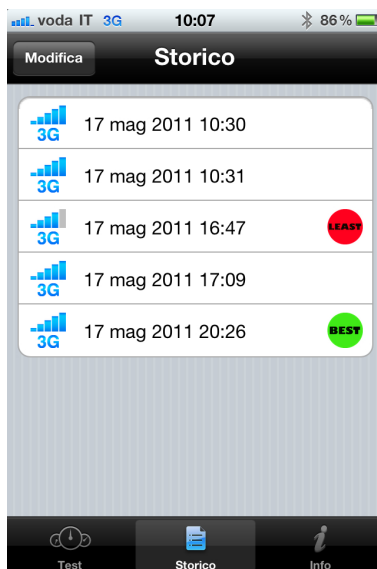 voda IT 3G 10:07 86%
Modifica Storico
3G 17 mag 2011 10:30
3G 17 mag 2011 10:31
3G 17 mag 2011 16:47 LEAST
3G 17 mag 2011 17:09
3G 17 mag 2011 20:26 BEST
Test Storico Info